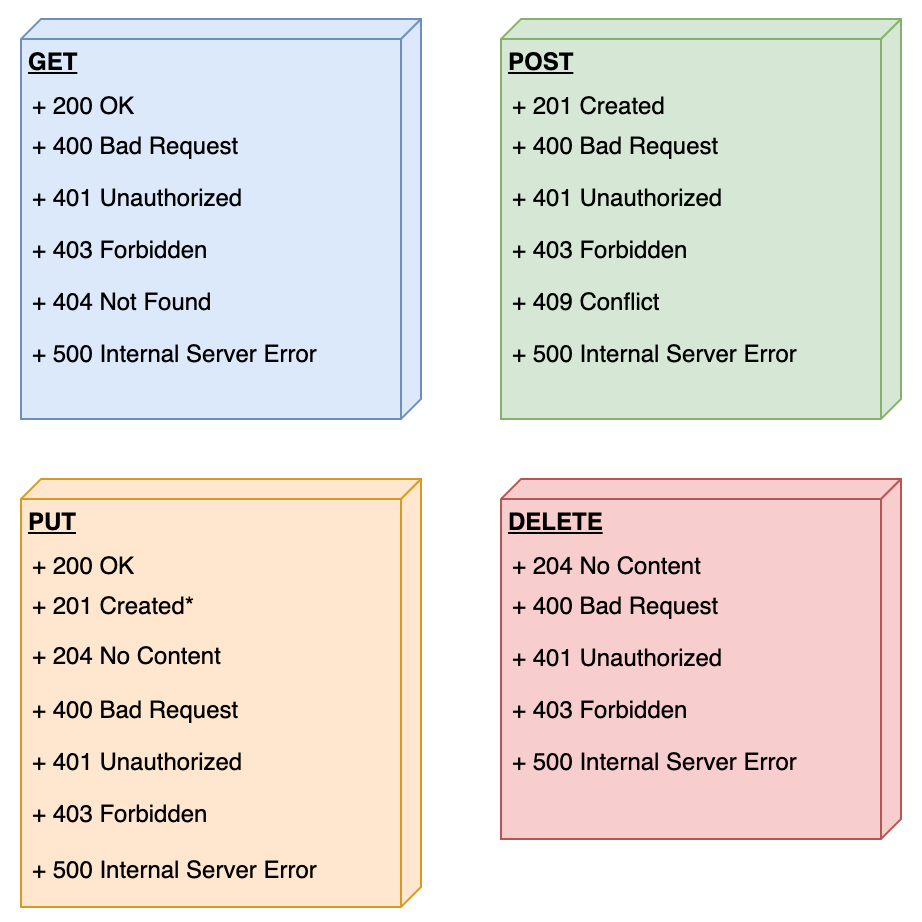 GET
+ 200 OK
+ 400 Bad Request
+ 401 Unauthorized
+ 403 Forbidden
+ 404 Not Found
+ 500 Internal Server Error
POST
+ 201 Created
+ 400 Bad Request
+ 401 Unauthorized
+ 403 Forbidden
+ 409 Conflict
+ 500 Internal Server Error
PUT
+ 200 OK
+ 201 Created*
+ 204 No Content
+ 400 Bad Request
+ 401 Unauthorized
+ 403 Forbidden
+ 500 Internal Server Error
DELETE
+ 204 No Content
+ 400 Bad Request
+ 401 Unauthorized
+ 403 Forbidden
+ 500 Internal Server Error